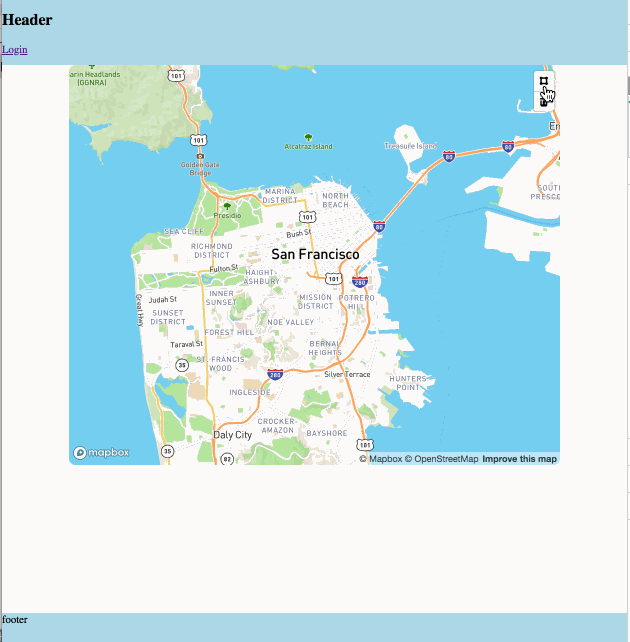 Header
Login
arin Headlands
(GGNRA)
101
101
Golden Gate
Bridge
Alcatraz Island
Treasure Island
80
80
En
SOUT
PRESCO
MARINA
DISTRICT
NORTH
BEACH
Presidio
101
80
SEA CLIFF
Bush St
RICHMOND
DISTRICT
San Francisco
Fulton St
HAIGHT-
ASHBURY
101
280
Great Hwy
Judah St
INNER
SUNSET
MISSION
DISTRICT
POTRERO
HILL
SUNSET
DISTRICT
NOE VALLEY
FOREST HILL
Taraval St
BERNAL
HEIGHTS
35
ST. FRANCIS
WOOD
280
Silver Terrace
HUNTERS
POINT
INGLESIDE
CROCKER-
AMAZON
Daly City
BAYSHORE
101
35
82
mapbox
© Mapbox © OpenStreetMap Improve this map
footer